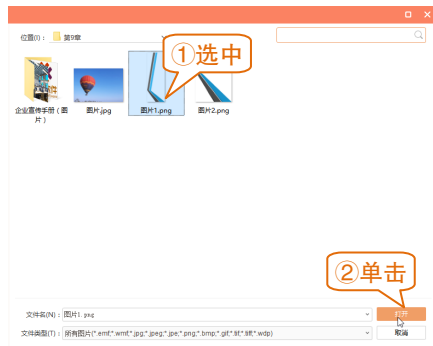 位置(I)： 第9章
①选中
企业宣传手册（图
片）
图片.jpg
图片1.png
图片2.png
②单击
文件名(N)： 图片1.png
打开
文件类型(T)： 所有图片(*.emf;*.wmf;*.jpg;*.jpeg;*.jpe;*.png;*.bmp;*.gif;*.tif;*.tiff;*.wdp)
取消